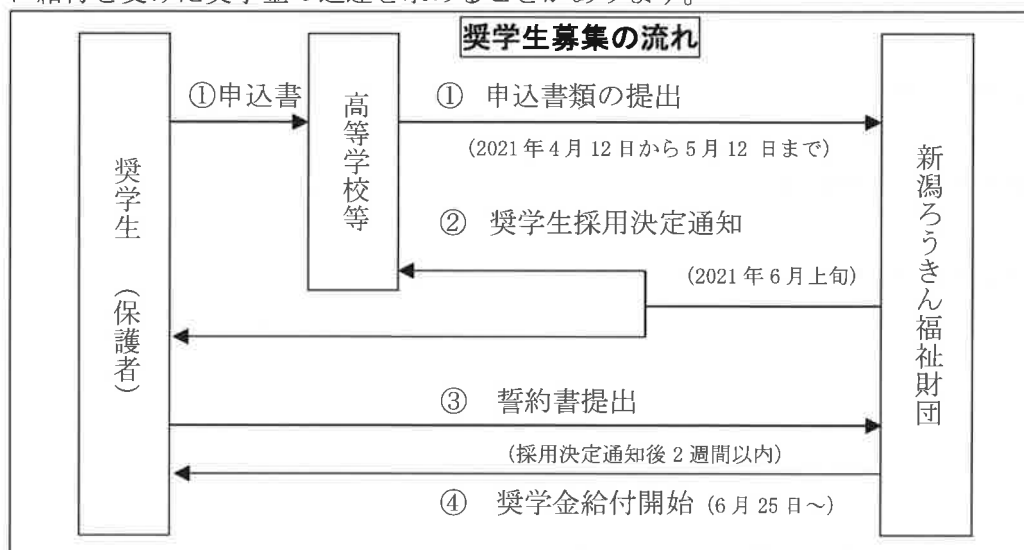 奨学生募集の流れ
①申込書
① 申込書類の提出
(2021年4月12日から5月12日まで)
高等学校等
奨学生(保護者)
新潟ろうきん福祉財団
② 奨学生採用決定通知
(2021年6月上旬)
③ 誓約書提出
(採用決定通知後2週間以内)
④ 奨学金給付開始(6月25日~)